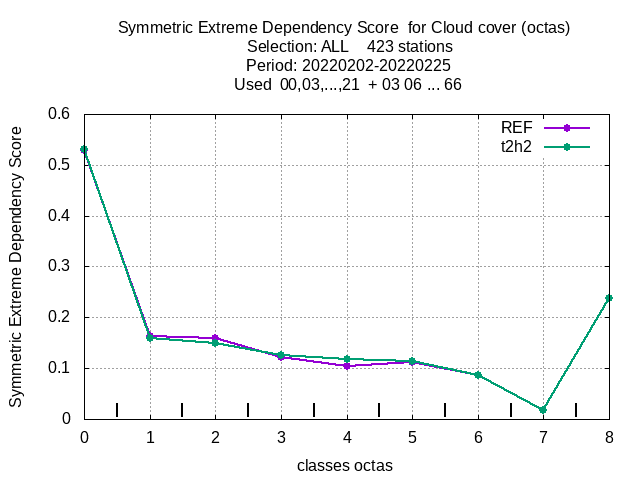 Symmetric Extreme Dependency Score  for Cloud cover (octas)
Selection: ALL    423 stations
Period: 20220202-20220225
Used  00,03,...,21  + 03 06 ... 66
REF
t2h2
Symmetric Extreme Dependency Score
0.6
0.5
0.4
0.3
0.2
0.1
0
0 1 2 3 4 5 6 7 8
classes octas